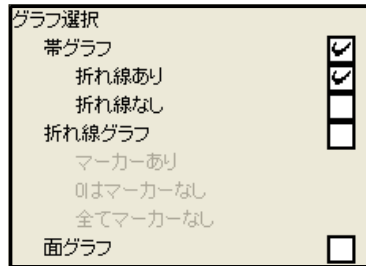 グラフ選択
帯グラフ
折れ線あり
折れ線なし
折れ線グラフ
マーカーあり
0はマーカーなし
全てマーカーなし
面グラフ